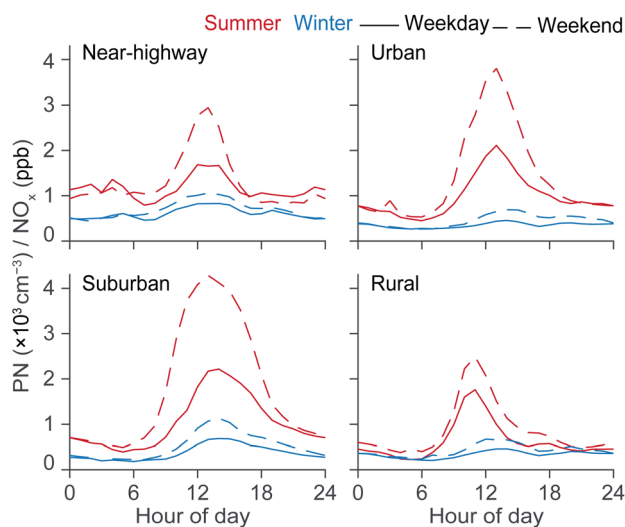 Summer Winter Weekday Weekend
Near-highway
Urban
4
3
2
1
0
Suburban
Rural
4
3
2
1
0
0 6 12 18 24
0 6 12 18 24
Hour of day
Hour of day
PN (×10³ cm⁻³) / NOₓ (ppb)